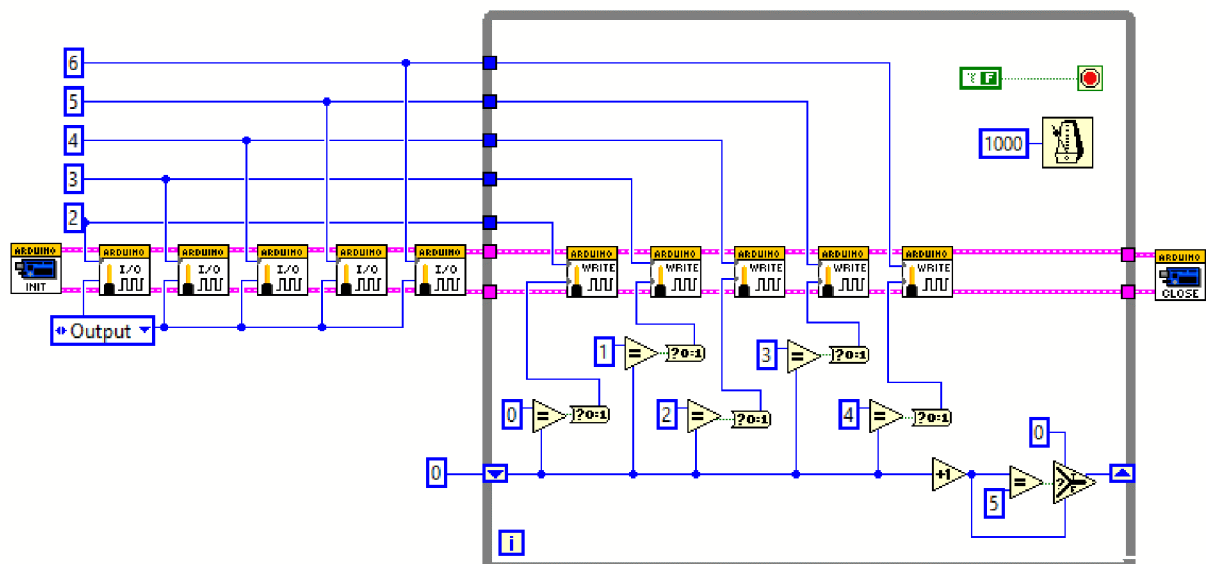 6
5
4
3
2
T F
1000
ARDUINO INIT
ARDUINO I/O
ARDUINO I/O
ARDUINO I/O
ARDUINO I/O
ARDUINO I/O
ARDUINO WRITE
ARDUINO WRITE
ARDUINO WRITE
ARDUINO WRITE
ARDUINO WRITE
ARDUINO CLOSE
Output
1 = ?0:1
3 = ?0:1
0 = ?0:1
2 = ?0:1
4 = ?0:1
0
0
+1
=
?
T
F
5
i